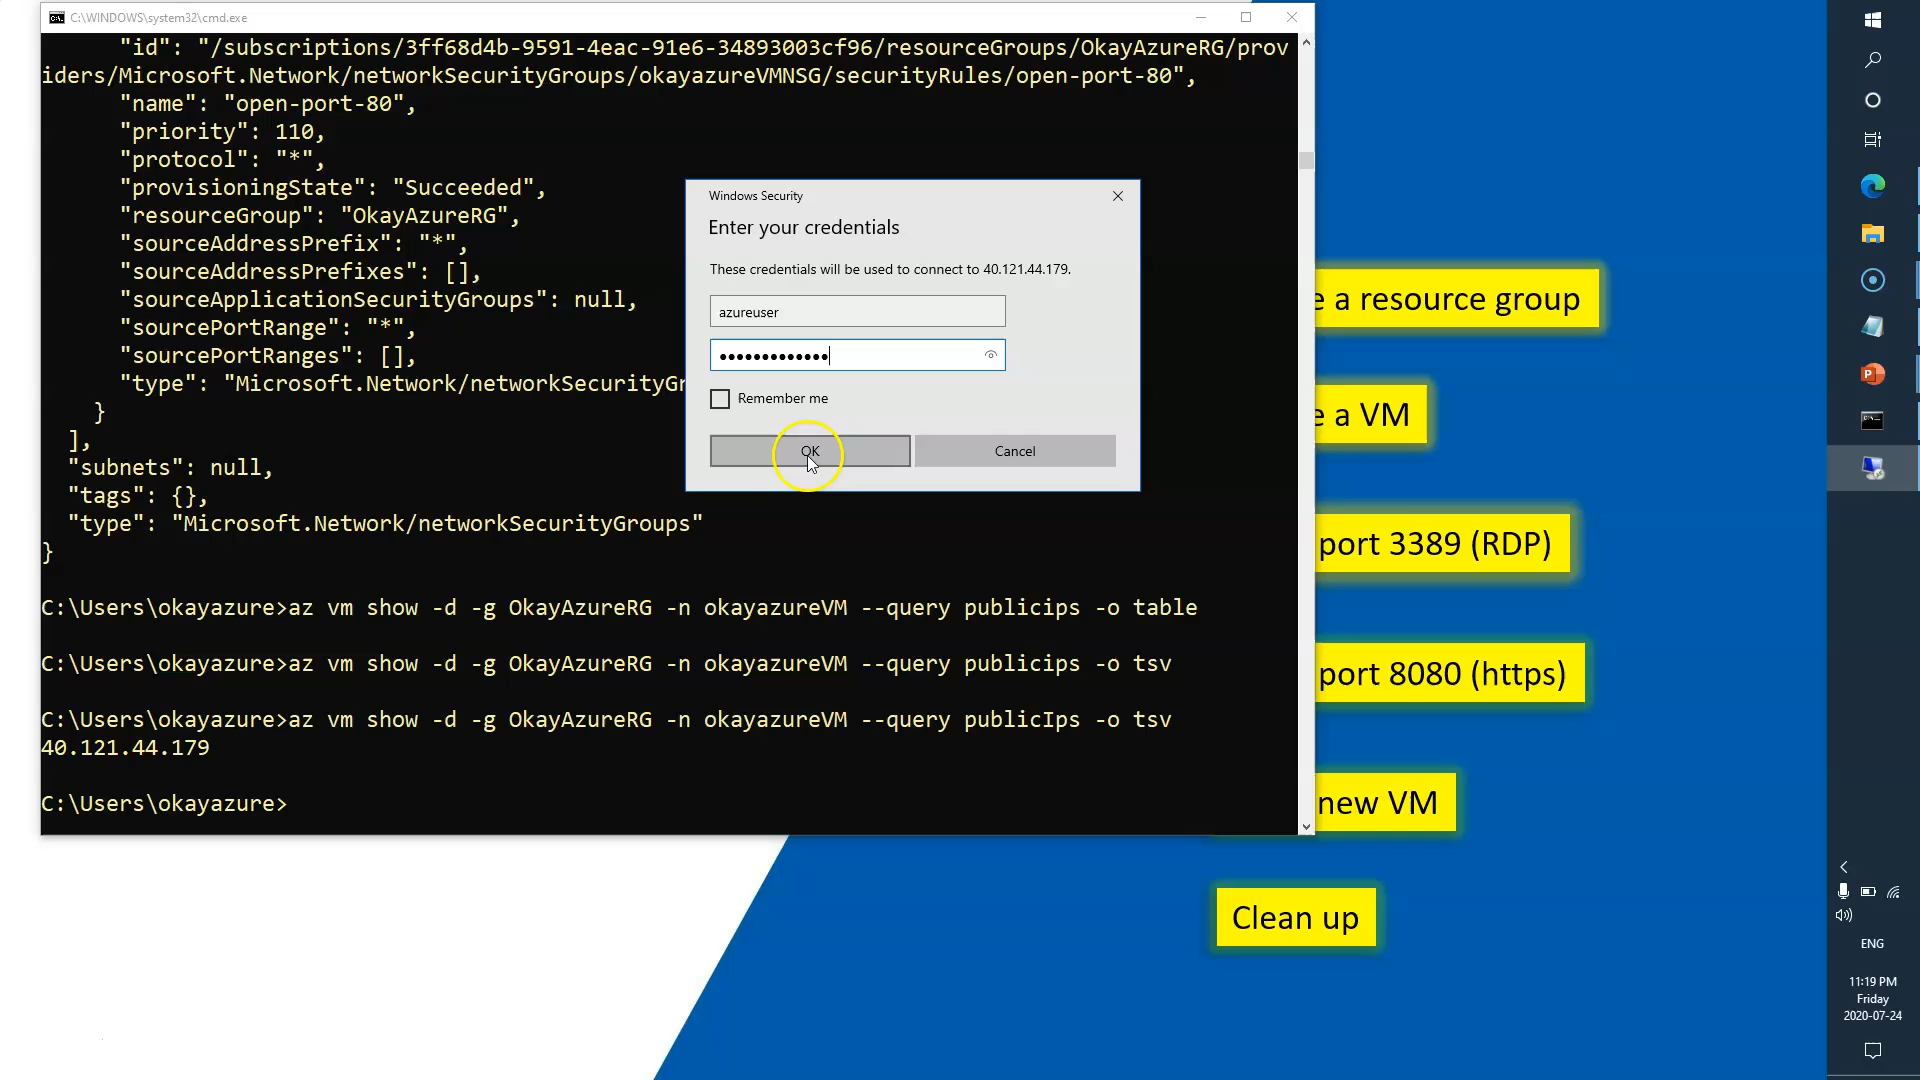 C:\WINDOWS\system32\cmd.exe
"id": "/subscriptions/3ff68d4b-9591-4eac-91e6-34893003cf96/resourceGroups/OkayAzureRG/prov
iders/Microsoft.Network/networkSecurityGroups/okayazureVMNSG/securityRules/open-port-80",
"name": "open-port-80",
"priority": 110,
"protocol": "*",
"provisioningState": "Succeeded",
"resourceGroup": "OkayAzureRG",
"sourceAddressPrefix": "*",
"sourceAddressPrefixes": [],
"sourceApplicationSecurityGroups": null,
"sourcePortRange": "*",
"sourcePortRanges": [],
"type": "Microsoft.Network/networkSecurityGr
}
],
"subnets": null,
"tags": {},
"type": "Microsoft.Network/networkSecurityGroups"
}
C:\Users\okayazure>az vm show -d -g OkayAzureRG -n okayazureVM --query publicips -o table
C:\Users\okayazure>az vm show -d -g OkayAzureRG -n okayazureVM --query publicips -o tsv
C:\Users\okayazure>az vm show -d -g OkayAzureRG -n okayazureVM --query publicIps -o tsv
40.121.44.179
C:\Users\okayazure>
Windows Security
Enter your credentials
These credentials will be used to connect to 40.121.44.179.
azureuser
●●●●●●●●●●●●●
Remember me
OK
Cancel
e a resource group
e a VM
port 3389 (RDP)
port 8080 (https)
new VM
Clean up
ENG
11:19 PM
Friday
2020-07-24